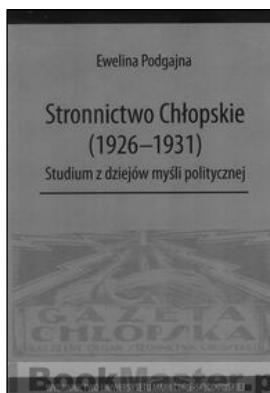 Ewelina Podgajna
Stronnictwo Chłopskie
(1926–1931)
Studium z dziejów myśli politycznej
GAZETA
CHŁOPSKA
BookMaster.p